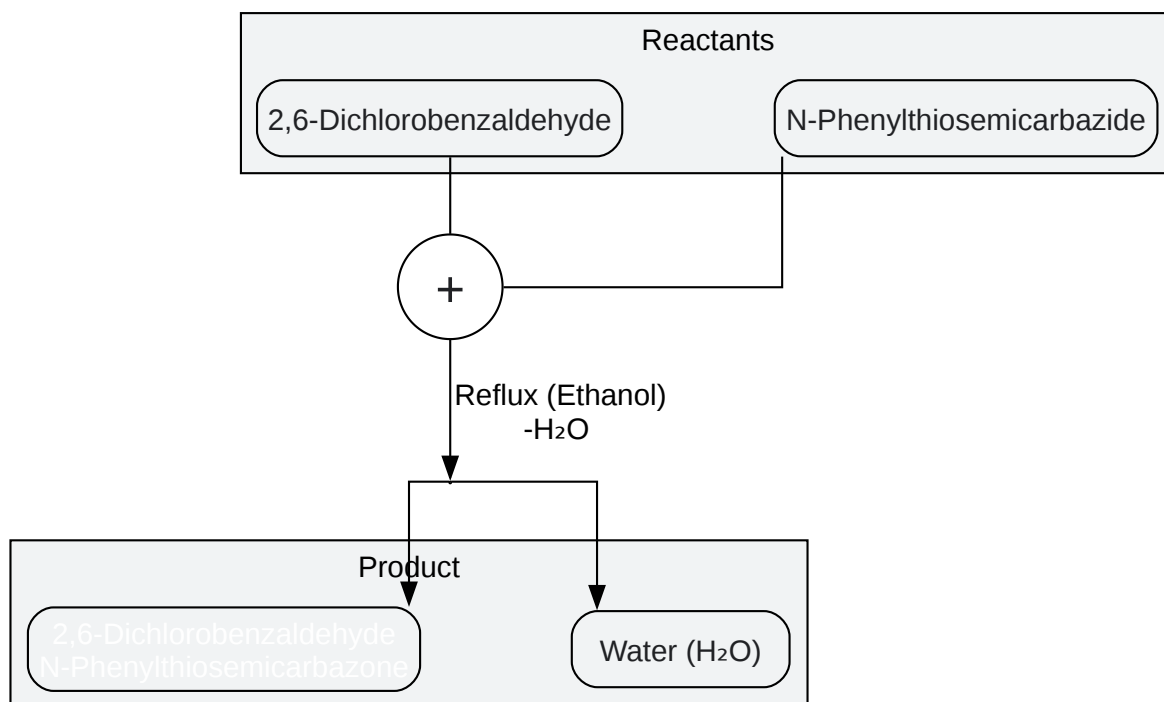 Reactants
2,6-Dichlorobenzaldehyde
N-Phenylthiosemicarbazide
+
Reflux (Ethanol)
-H₂O
Product
2,6-Dichlorobenzaldehyde
N-Phenylthiosemicarbazone
Water (H₂O)